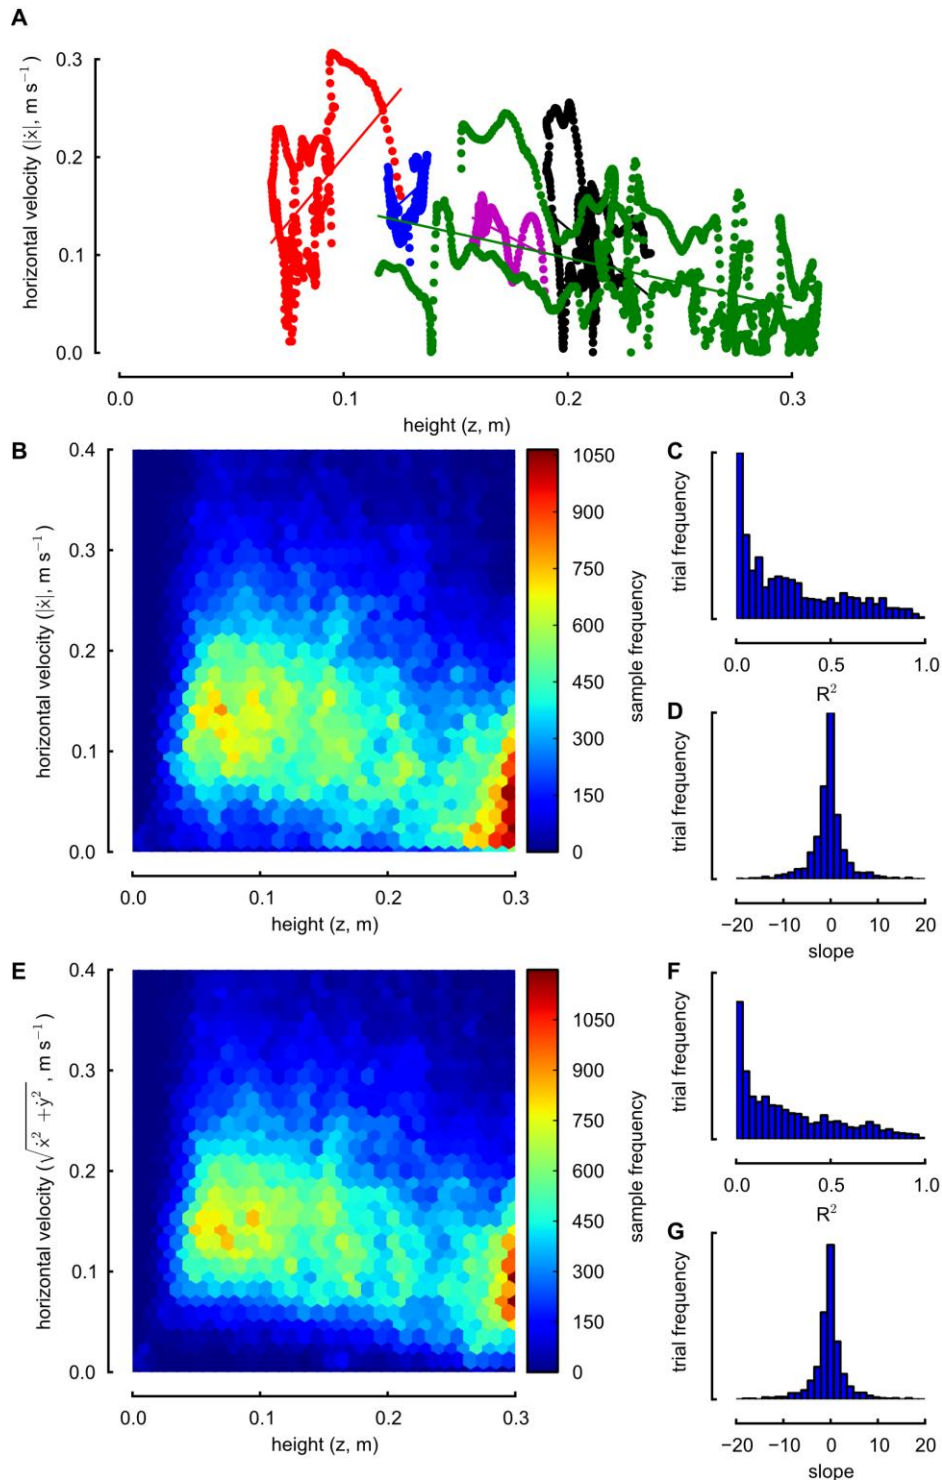 A
horizontal velocity (|ẋ|, m s⁻¹)
0.3
0.2
0.1
0.0
0.0 0.1 0.2 0.3
height (z, m)
B
horizontal velocity (|ẋ|, m s⁻¹)
0.4
0.3
0.2
0.1
0.0
0.0 0.1 0.2 0.3
height (z, m)
1050
900
750
600
450
300
150
0
sample frequency
C
trial frequency
0.0 0.5 1.0
R²
D
trial frequency
−20 −10 0 10 20
slope
E
horizontal velocity (√ẋ² + ẏ², m s⁻¹)
0.4
0.3
0.2
0.1
0.0
0.0 0.1 0.2 0.3
height (z, m)
1050
900
750
600
450
300
150
0
sample frequency
F
trial frequency
0.0 0.5 1.0
R²
G
trial frequency
−20 −10 0 10 20
slope